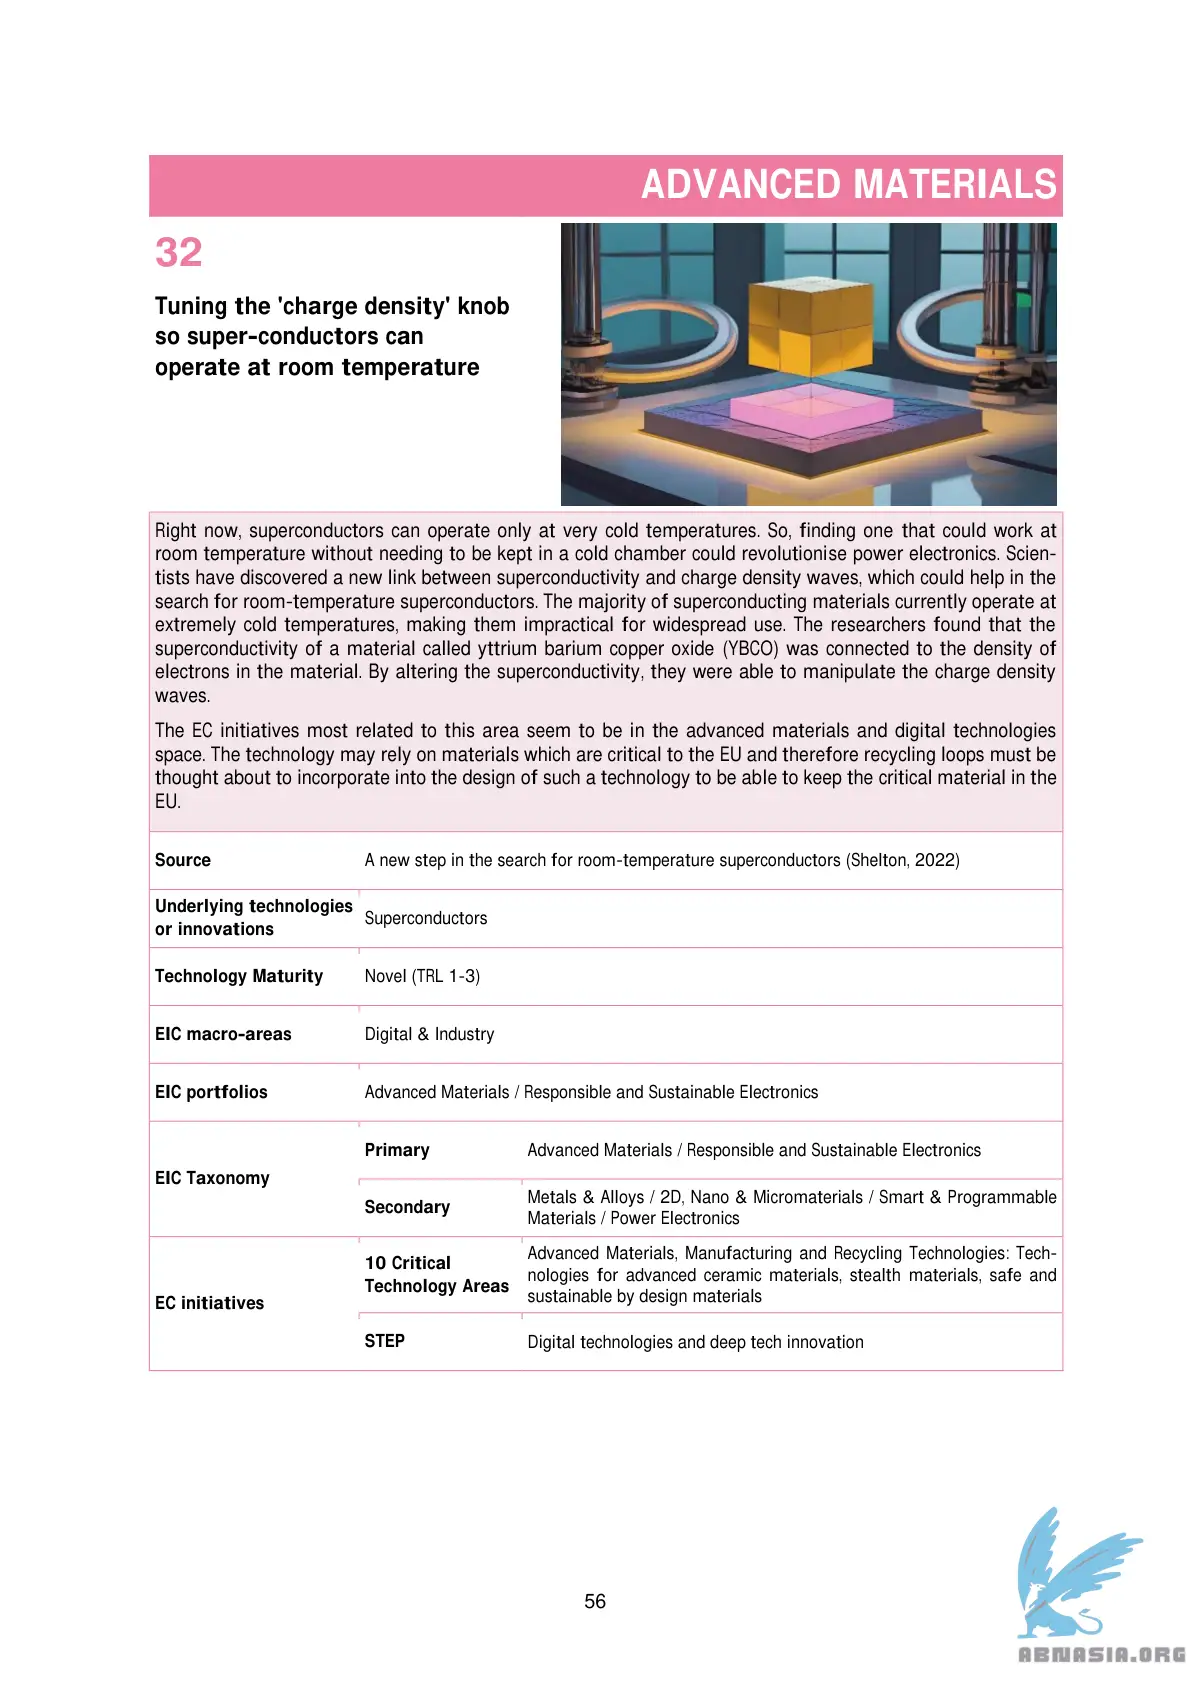 ADVANCED MATERIALS
32
Tuning the 'charge density' knob
so super-conductors can
operate at room temperature
Right now, superconductors can operate only at very cold temperatures. So, finding one that could work at
room temperature without needing to be kept in a cold chamber could revolutionise power electronics. Scien-
tists have discovered a new link between superconductivity and charge density waves, which could help in the
search for room-temperature superconductors. The majority of superconducting materials currently operate at
extremely cold temperatures, making them impractical for widespread use. The researchers found that the
superconductivity of a material called yttrium barium copper oxide (YBCO) was connected to the density of
electrons in the material. By altering the superconductivity, they were able to manipulate the charge density
waves.
The EC initiatives most related to this area seem to be in the advanced materials and digital technologies
space. The technology may rely on materials which are critical to the EU and therefore recycling loops must be
thought about to incorporate into the design of such a technology to be able to keep the critical material in the
EU.
Source
A new step in the search for room-temperature superconductors (Shelton, 2022)
Underlying technologies
or innovations
Superconductors
Technology Maturity
Novel (TRL 1-3)
EIC macro-areas
Digital & Industry
EIC portfolios
Advanced Materials / Responsible and Sustainable Electronics
EIC Taxonomy
Primary
Advanced Materials / Responsible and Sustainable Electronics
Secondary
Metals & Alloys / 2D, Nano & Micromaterials / Smart & Programmable
Materials / Power Electronics
EC initiatives
10 Critical
Technology Areas
Advanced Materials, Manufacturing and Recycling Technologies: Tech-
nologies for advanced ceramic materials, stealth materials, safe and
sustainable by design materials
STEP
Digital technologies and deep tech innovation
56
ABNASIA.ORG